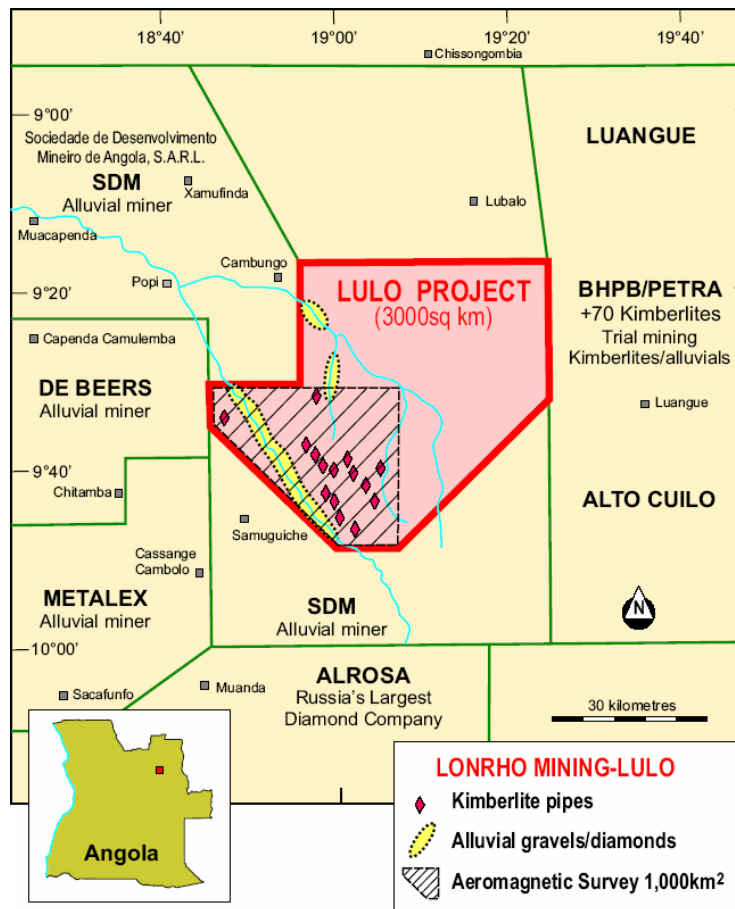 18°40’
19°00’
19°20’
19°40’
Chissongombia
9°00’
Sociedade de Desenvolvimento
Mineiro de Angola, S.A.R.L.
SDM
Alluvial miner
Xamufinda
Muacapenda
LUANGUE
Lubalo
Cambungo
Popi
9°20’
LULO PROJECT
(3000sq km)
BHPB/PETRA
+70 Kimberlites
Trial mining
Kimberlites/alluvials
Capenda Camulemba
DE BEERS
Alluvial miner
Luangue
9°40’
Chitamba
ALTO CUILO
Samuguiche
Cassange
Cambolo
METALEX
Alluvial miner
SDM
Alluvial miner
N
10°00’
ALROSA
Russia’s Largest
Diamond Company
Sacafunfo
Muanda
30 kilometres
Angola
LONRHO MINING-LULO
Kimberlite pipes
Alluvial gravels/diamonds
Aeromagnetic Survey 1,000km²